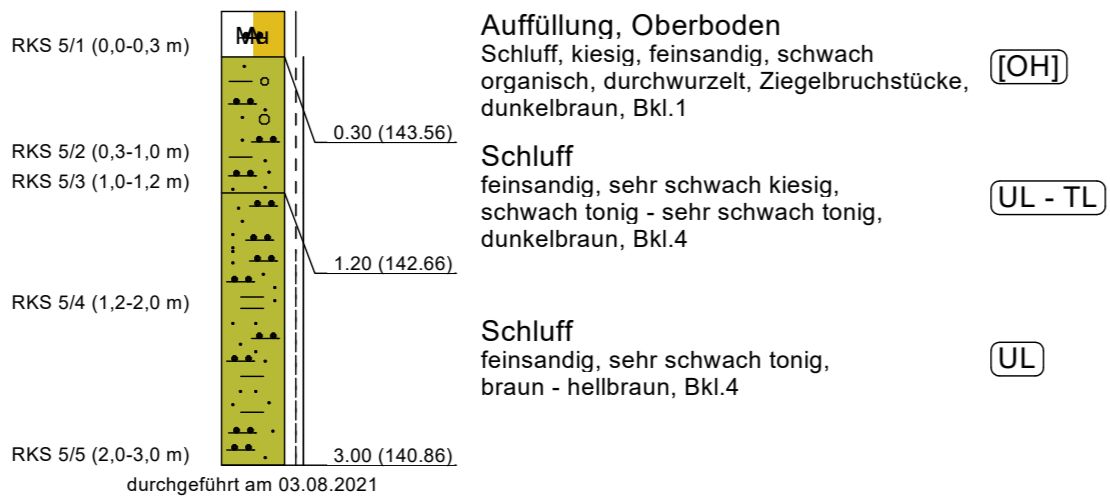 RKS 5/1 (0,0-0,3 m)
Mu
Auffüllung, Oberboden
Schluff, kiesig, feinsandig, schwach
organisch, durchwurzelt, Ziegelbruchstücke,
dunkelbraun, Bkl.1
[OH]
0.30 (143.56)
RKS 5/2 (0,3-1,0 m)
RKS 5/3 (1,0-1,2 m)
Schluff
feinsandig, sehr schwach kiesig,
schwach tonig - sehr schwach tonig,
dunkelbraun, Bkl.4
UL - TL
1.20 (142.66)
RKS 5/4 (1,2-2,0 m)
Schluff
feinsandig, sehr schwach tonig,
braun - hellbraun, Bkl.4
UL
RKS 5/5 (2,0-3,0 m)
3.00 (140.86)
durchgeführt am 03.08.2021